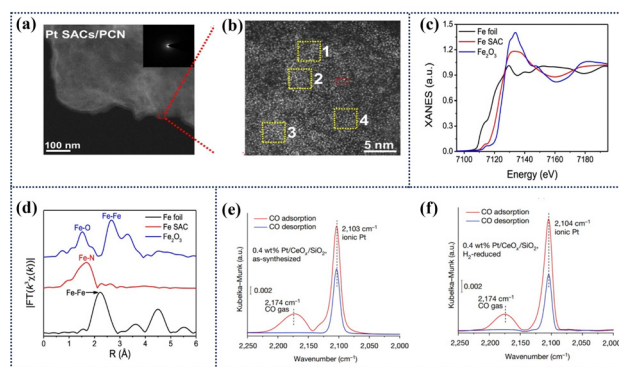 (a)
Pt SACs/PCN
100 nm
(b)
1
2
3
4
5 nm
(c)
XANES (a.u.)
1.5
1.2
0.9
0.6
0.3
0.0
Fe foil
Fe SAC
Fe₂O₃
7100
7120
7140
7160
7180
Energy (eV)
(d)
|FT(k³χ(k))|
Fe-O
Fe-Fe
Fe-N
Fe-Fe
Fe foil
Fe SAC
Fe₂O₃
0
1
2
3
4
5
6
R (Å)
(e)
Kubelka–Munk (a.u.)
CO adsorption
CO desorption
2,103 cm⁻¹
ionic Pt
0.4 wt% Pt/CeOₓ/SiO₂,
as-synthesized
0.002
2,174 cm⁻¹
CO gas
2,250
2,200
2,150
2,100
2,050
2,000
Wavenumber (cm⁻¹)
(f)
Kubelka–Munk (a.u.)
CO adsorption
CO desorption
2,104 cm⁻¹
ionic Pt
0.4 wt% Pt/CeOₓ/SiO₂,
H₂-reduced
0.002
2,174 cm⁻¹
CO gas
2,250
2,200
2,150
2,100
2,050
2,000
Wavenumber (cm⁻¹)